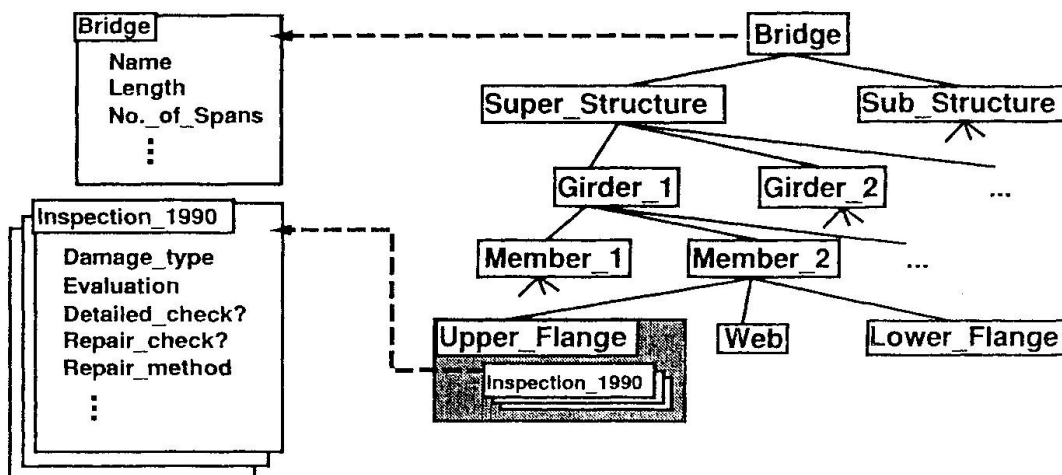 Bridge
Name
Length
No._of_Spans
Inspection_1990
Damage_type
Evaluation
Detailed_check?
Repair_check?
Repair_method
Bridge
Super_Structure
Sub_Structure
Girder_1
Girder_2
...
Member_1
Member_2
...
Upper_Flange
Web
Lower_Flange
Inspection_1990